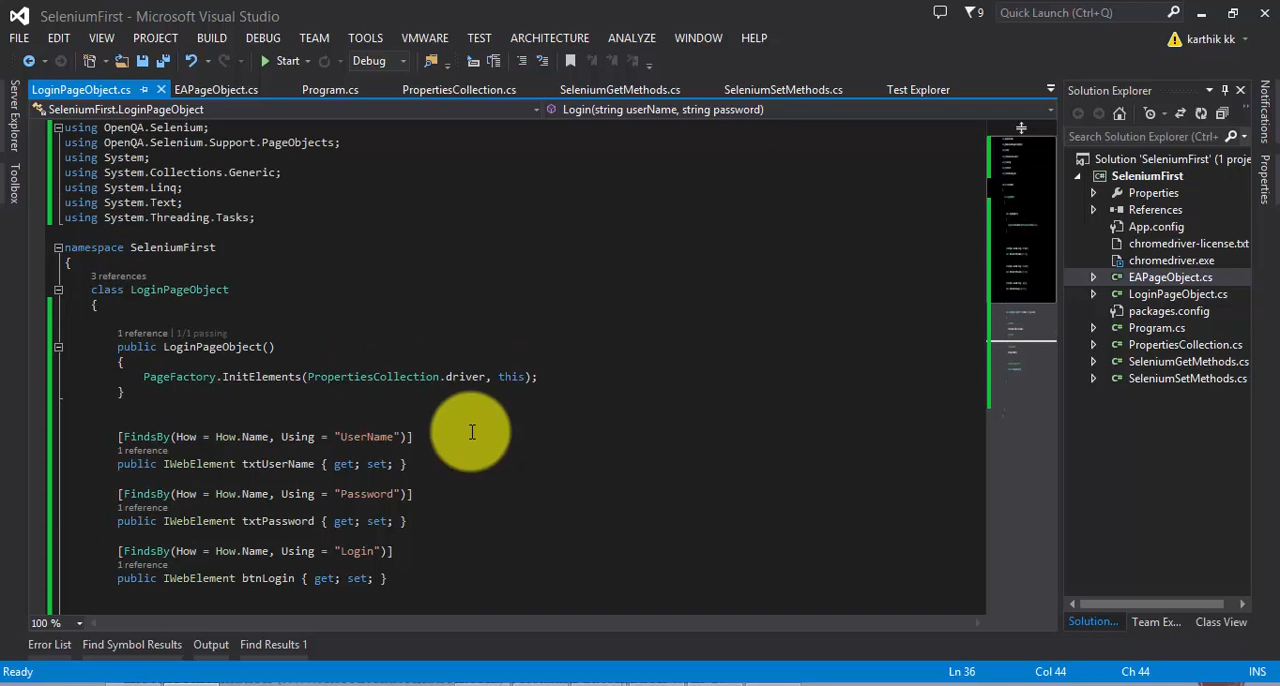 SeleniumFirst - Microsoft Visual Studio
9
Quick Launch (Ctrl+Q)
FILE EDIT VIEW PROJECT BUILD DEBUG TEAM TOOLS VMWARE TEST ARCHITECTURE ANALYZE WINDOW HELP
karthik kk
Start
Debug
LoginPageObject.cs
EAPageObject.cs
Program.cs
PropertiesCollection.cs
SeleniumGetMethods.cs
SeleniumSetMethods.cs
Test Explorer
SeleniumFirst.LoginPageObject
Login(string userName, string password)
Server Explorer
Toolbox
using OpenQA.Selenium;
using OpenQA.Selenium.Support.PageObjects;
using System;
using System.Collections.Generic;
using System.Linq;
using System.Text;
using System.Threading.Tasks;
namespace SeleniumFirst
{
3 references
class LoginPageObject
{
1 reference | 1/1 passing
public LoginPageObject()
{
PageFactory.InitElements(PropertiesCollection.driver, this);
}
[FindsBy(How = How.Name, Using = "UserName")]
1 reference
public IWebElement txtUserName { get; set; }
[FindsBy(How = How.Name, Using = "Password")]
1 reference
public IWebElement txtPassword { get; set; }
[FindsBy(How = How.Name, Using = "Login")]
1 reference
public IWebElement btnLogin { get; set; }
100 %
Solution Explorer
Search Solution Explorer (Ctrl+
Solution 'SeleniumFirst' (1 proje
SeleniumFirst
Properties
References
App.config
chromedriver-license.txt
chromedriver.exe
EAPageObject.cs
LoginPageObject.cs
packages.config
Program.cs
PropertiesCollection.cs
SeleniumGetMethods.cs
SeleniumSetMethods.cs
Solution... Team Ex... Class View
Notifications
Properties
Error List Find Symbol Results Output Find Results 1
Ready
Ln 36 Col 44 Ch 44 INS